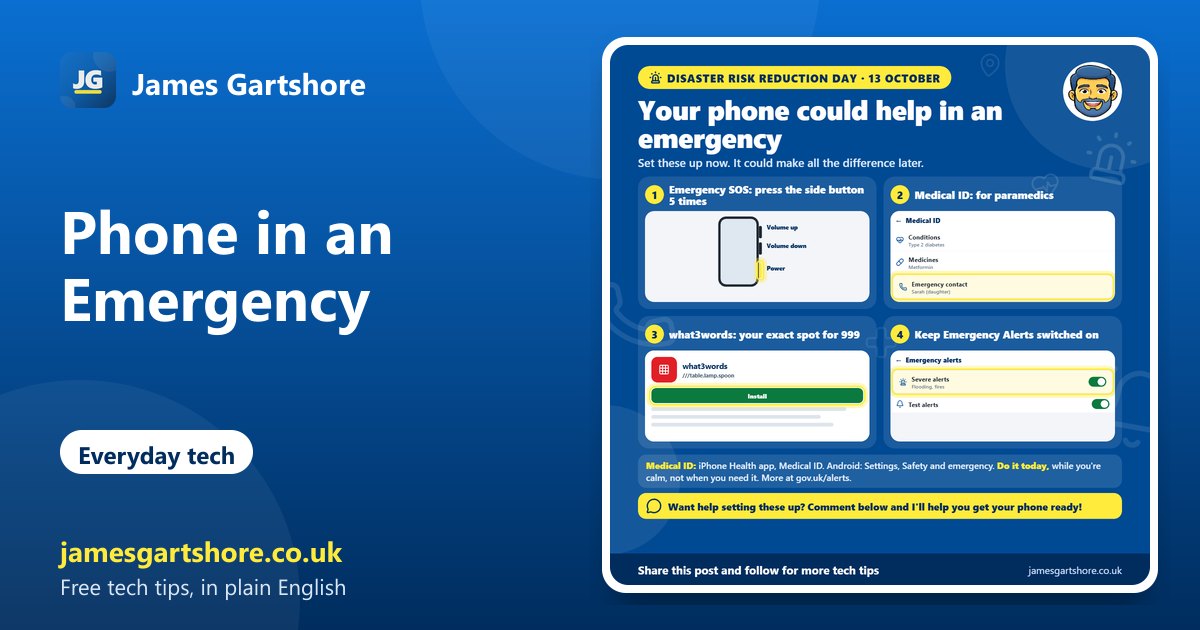 JG
James Gartshore
Phone in an
Emergency
Everyday tech
jamesgartshore.co.uk
Free tech tips, in plain English
DISASTER RISK REDUCTION DAY · 13 OCTOBER
Your phone could help in an
emergency
Set these up now. It could make all the difference later.
1
Emergency SOS: press the side button
5 times
Volume up
Volume down
Power
2
Medical ID: for paramedics
← Medical ID
Conditions
Type 2 diabetes
Medicines
Metformin
Emergency contact
Sarah (daughter)
3
what3words: your exact spot for 999
what3words
///table.lamp.spoon
Install
4
Keep Emergency Alerts switched on
← Emergency alerts
Severe alerts
Flooding, fires
Test alerts
Medical ID: iPhone Health app, Medical ID. Android: Settings, Safety and emergency. Do it today, while you're
calm, not when you need it. More at gov.uk/alerts.
Want help setting these up? Comment below and I'll help you get your phone ready!
Share this post and follow for more tech tips
jamesgartshore.co.uk